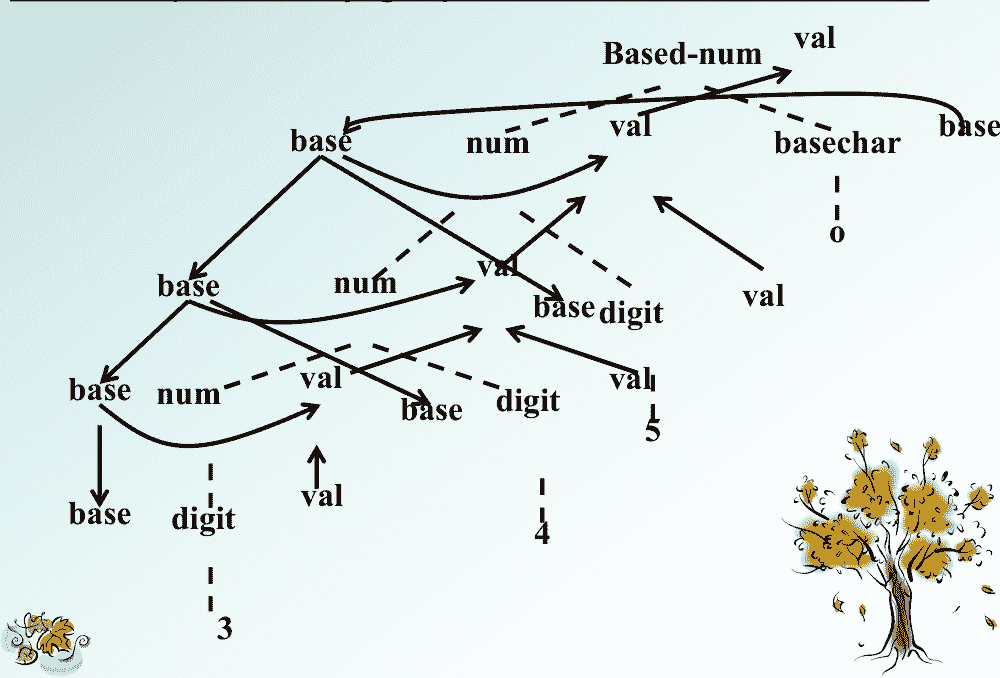 val
Based-num
base num val basechar base
o
base num val base digit val
base num val base digit val
5
base digit val
4
3